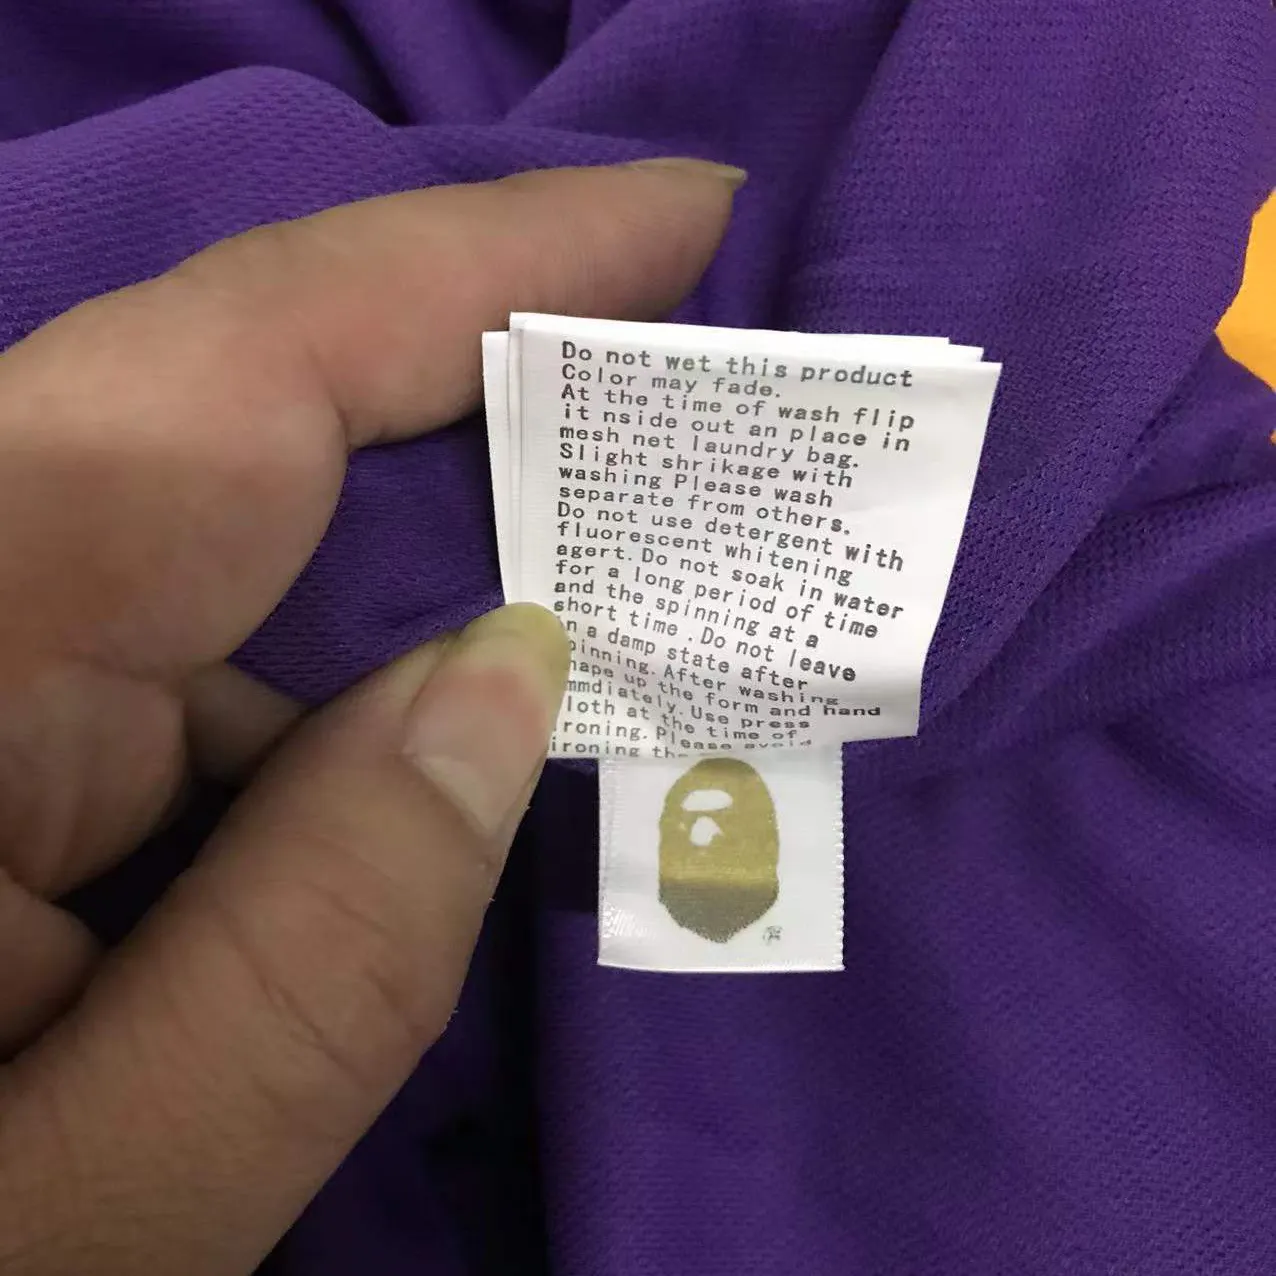 Do not wet this product
Color may fade.
At the time of wash flip
it nside out an place in
mesh net laundry bag.
Slight shrikage with
washing Please wash
separate from others.
Do not use detergent with
fluorescent whitening
agert. Do not soak in water
for a long period of time
and the spinning at a
short time. Do not leave
n a damp state after
pinning. After washing
hape up the form and hand
mmdiately. Use press
loth at the time of
roning. Please avoid
ironing th